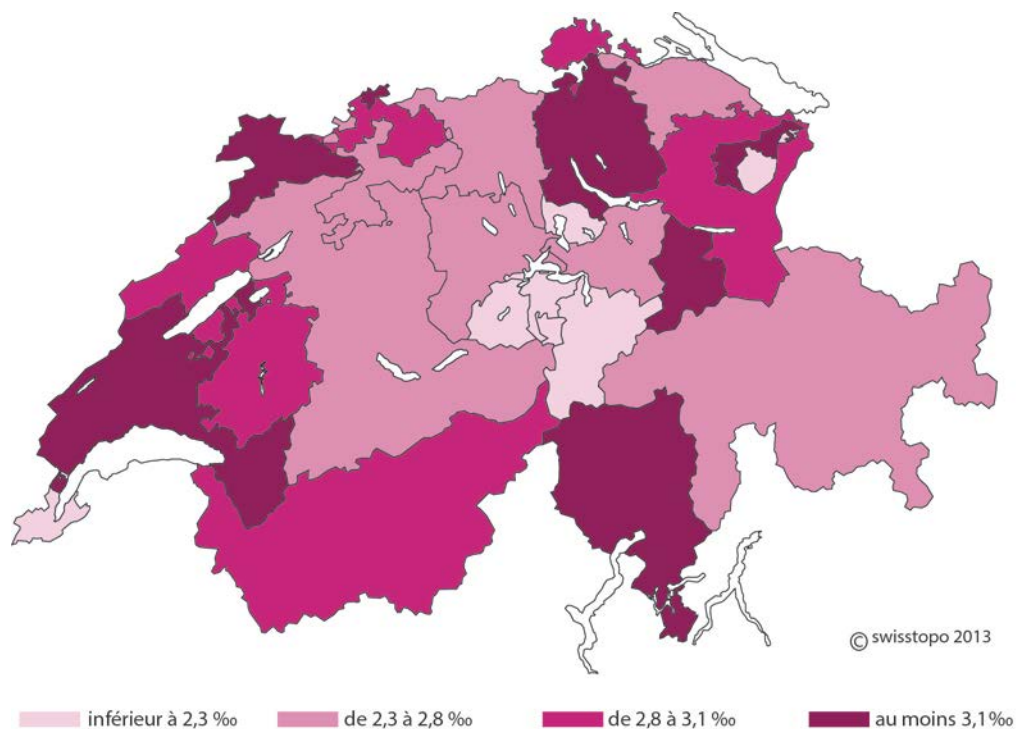 © swisstopo 2013
inférieur à 2,3 ‰
de 2,3 à 2,8 ‰
de 2,8 à 3,1 ‰
au moins 3,1 ‰